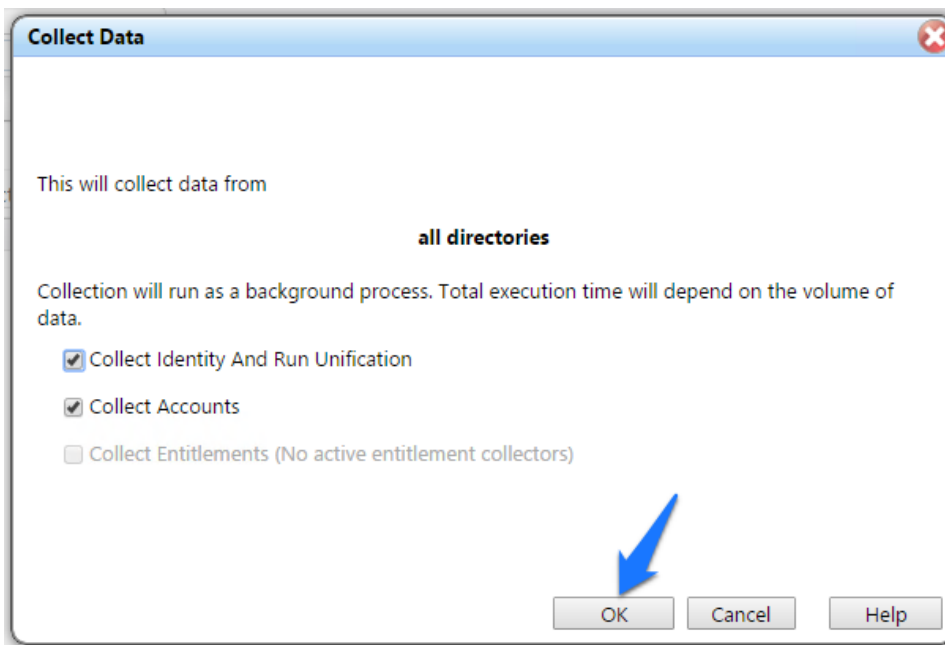 Collect Data
This will collect data from
all directories
Collection will run as a background process. Total execution time will depend on the volume of
data.
Collect Identity And Run Unification
Collect Accounts
Collect Entitlements (No active entitlement collectors)
OK Cancel Help